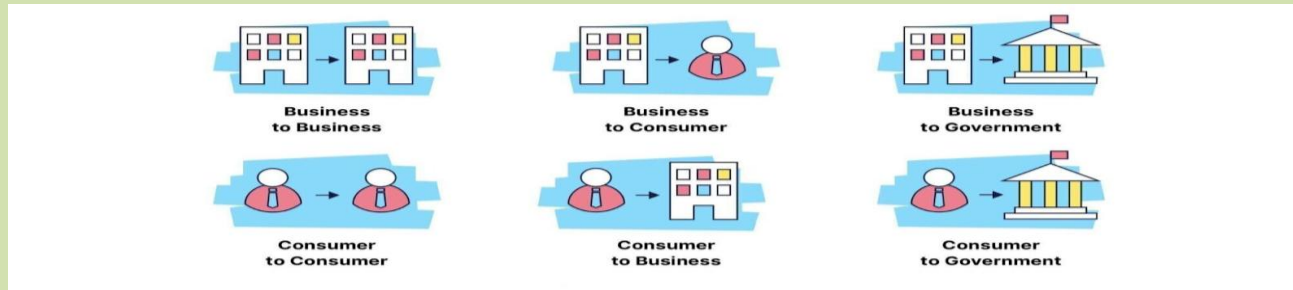 Business
to Business
Business
to Consumer
Business
to Government
Consumer
to Consumer
Consumer
to Business
Consumer
to Government